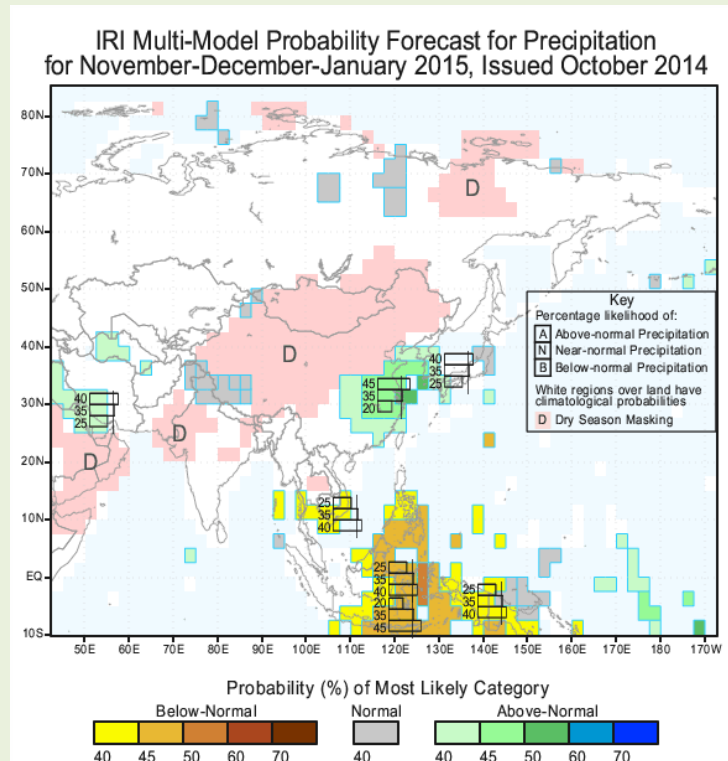 IRI Multi-Model Probability Forecast for Precipitation
for November-December-January 2015, Issued October 2014
80N
70N
D
60N
50N
Key
Percentage likelihood of:
A Above-normal Precipitation
N Near-normal Precipitation
B Below-normal Precipitation
White regions over land have
climatological probabilities
D Dry Season Masking
40N
D
40
35
25
45
35
20
40
35
25
30N
D
D
20N
25
35
40
10N
EQ
25
35
40
20
35
45
25
35
40
10S
50E 60E 70E 80E 90E 100E 110E 120E 130E 140E 150E 160E 170E 180 170W
Probability (%) of Most Likely Category
Below-Normal Normal Above-Normal
40 45 50 60 70 40 40 45 50 60 70